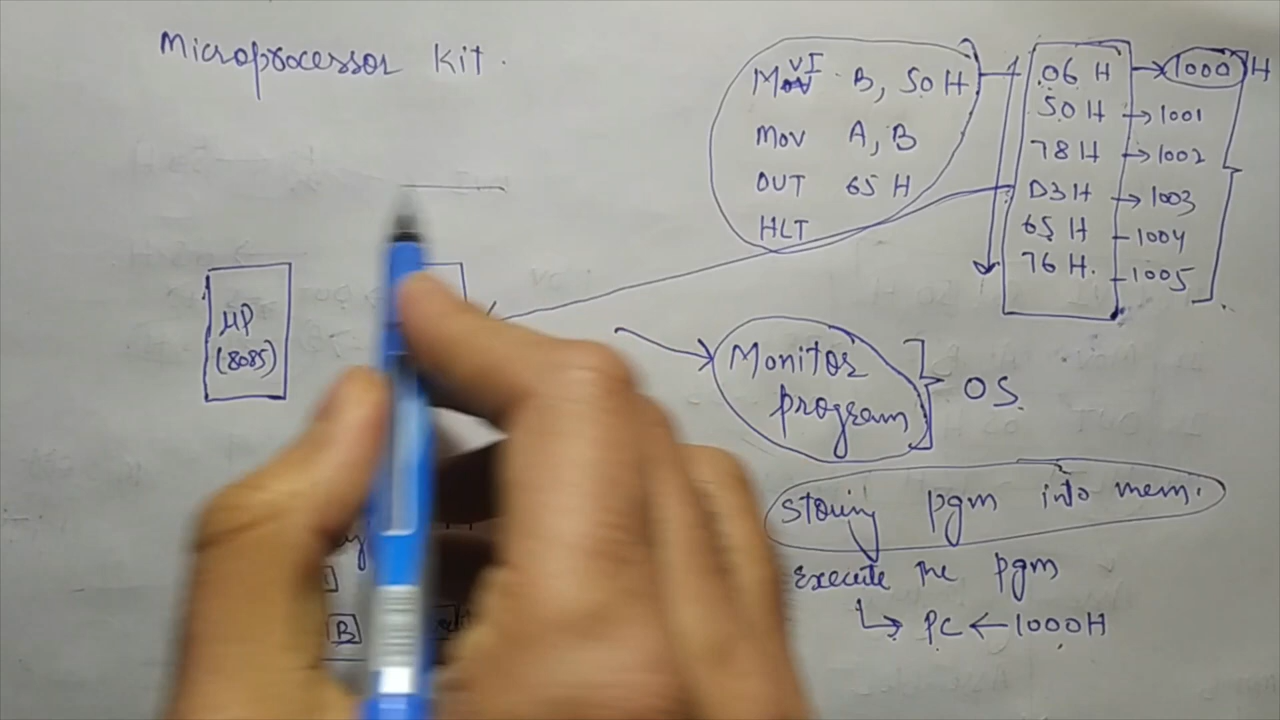 Microprocessor Kit.
MVI B, 50H
Mov A, B
OUT 65 H
HLT
06 H → 1000 H
50 H → 1001
78 H → 1002
D3 H → 1003
65 H - 1004
76 H. - 1005
μP
(8085)
Monitor
program } OS.
Storing pgm into mem.
Execute the pgm
↳ PC ← 1000H
B